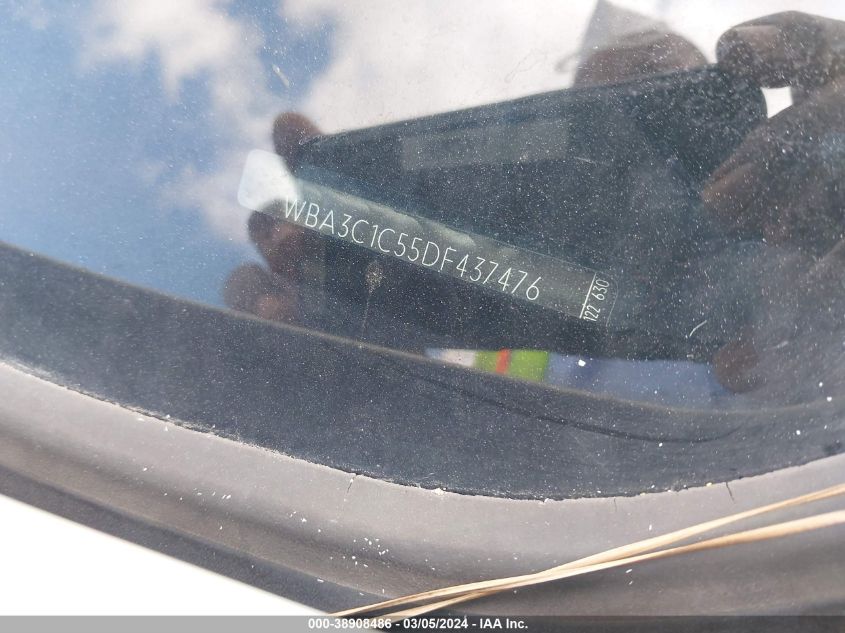 WBA3C1C55DF437476
122 630
000-38908486 - 03/05/2024 - IAA Inc.